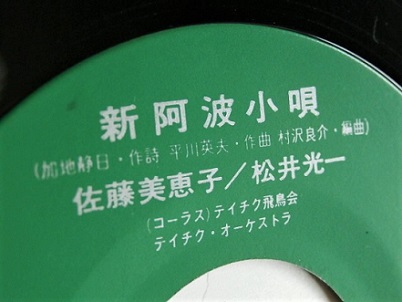 新阿波小唄
(加地静日・作詩 平川英夫・作曲 村沢良介・編曲)
佐藤美恵子／松井光一
(コーラス)テイチク飛鳥会
テイチク・オーケストラ